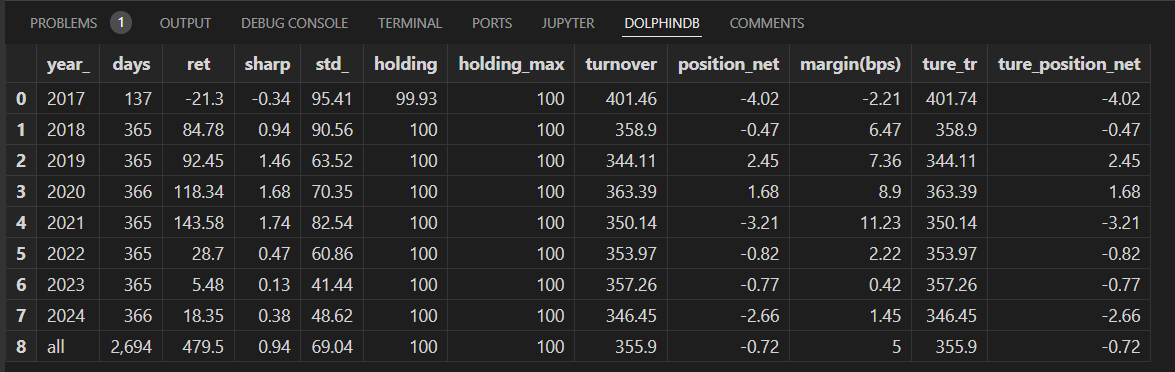 PROBLEMS 1 OUTPUT DEBUG CONSOLE TERMINAL PORTS JUPYTER DOLPHINDB COMMENTS
year_ days ret sharp std_ holding holding_max turnover position_net margin(bps) ture_tr ture_position_net
0 2017 137 -21.3 -0.34 95.41 99.93 100 401.46 -4.02 -2.21 401.74 -4.02
1 2018 365 84.78 0.94 90.56 100 100 358.9 -0.47 6.47 358.9 -0.47
2 2019 365 92.45 1.46 63.52 100 100 344.11 2.45 7.36 344.11 2.45
3 2020 366 118.34 1.68 70.35 100 100 363.39 1.68 8.9 363.39 1.68
4 2021 365 143.58 1.74 82.54 100 100 350.14 -3.21 11.23 350.14 -3.21
5 2022 365 28.7 0.47 60.86 100 100 353.97 -0.82 2.22 353.97 -0.82
6 2023 365 5.48 0.13 41.44 100 100 357.26 -0.77 0.42 357.26 -0.77
7 2024 366 18.35 0.38 48.62 100 100 346.45 -2.66 1.45 346.45 -2.66
8 all 2,694 479.5 0.94 69.04 100 100 355.9 -0.72 5 355.9 -0.72